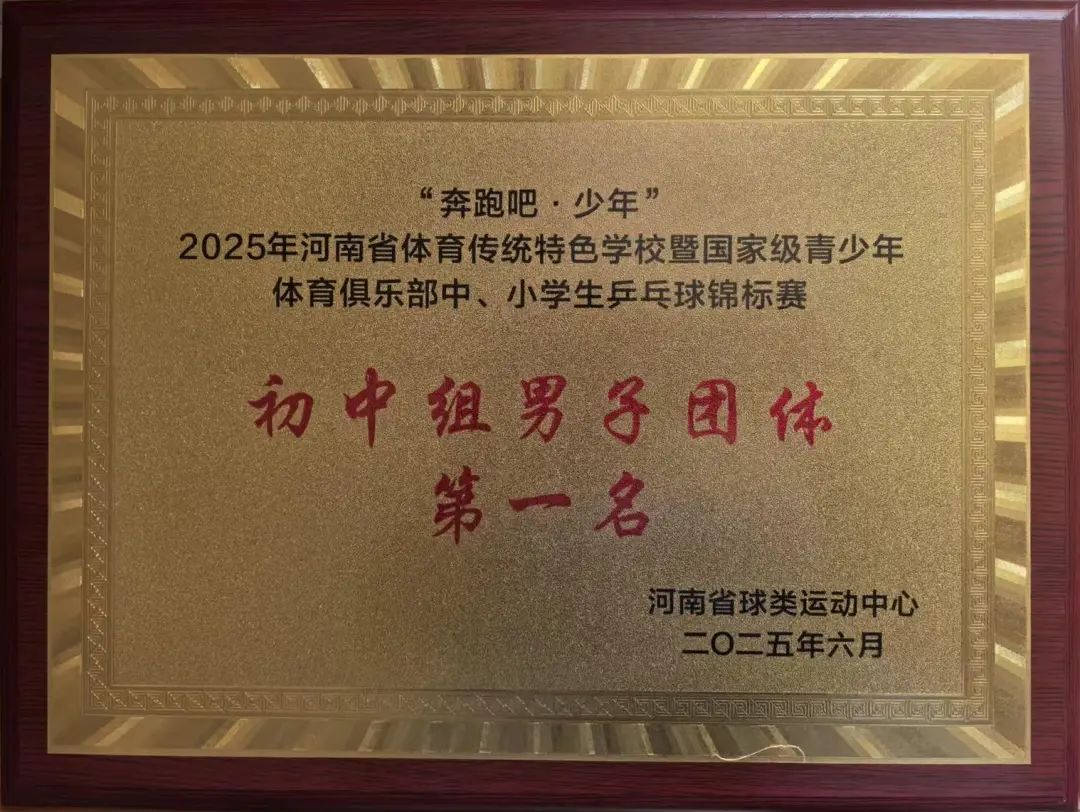 “奔跑吧·少年”
2025年河南省体育传统特色学校暨国家级青少年
体育俱乐部中、小学生乒乓球锦标赛
初中组男子团体
第一名
河南省球类运动中心
二〇二五年六月